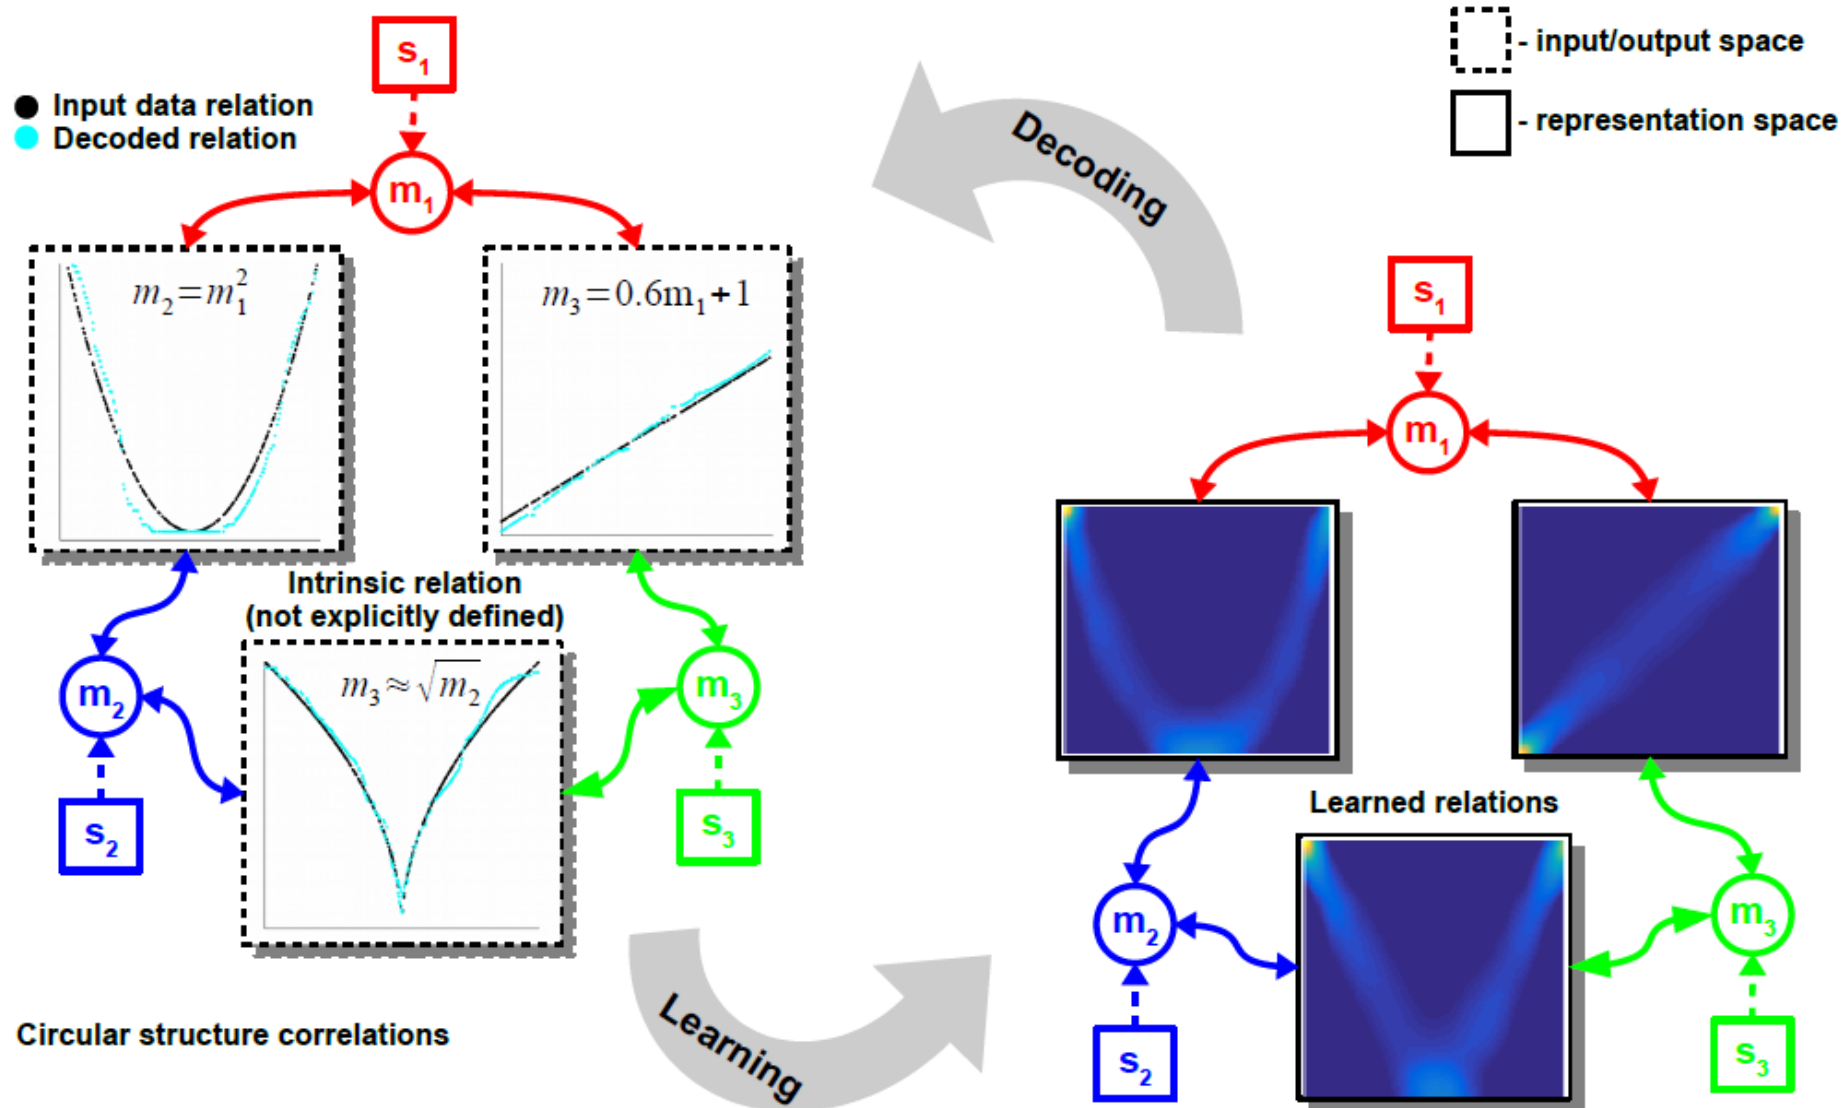 s₁
- input/output space
Input data relation
Decoded relation
- representation space
m₁
Decoding
m₂=m₁²
m₃=0.6m₁+1
s₁
m₁
Intrinsic relation
(not explicitly defined)
m₃≈√m₂
m₂
m₃
s₂
s₃
Learned relations
m₂
m₃
Circular structure correlations
Learning
s₂
s₃